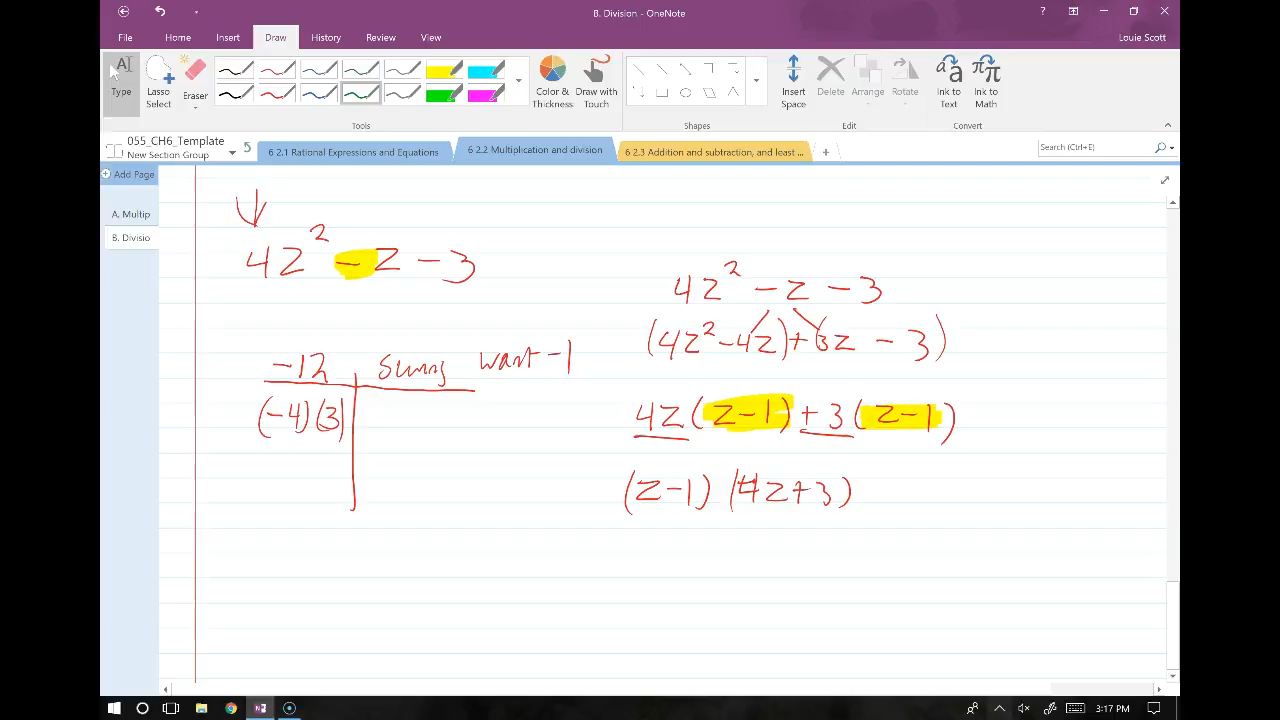 B. Division - OneNote
File Home Insert Draw History Review View
Louie Scott
Type
Lasso Select
Eraser
Color & Thickness
Draw with Touch
Insert Space
Delete
Arrange
Rotate
Ink to Text
Ink to Math
Tools
Shapes
Edit
Convert
055_CH6_Template
New Section Group
6 2.1 Rational Expressions and Equations
6 2.2 Multiplication and division
6 2.3 Addition and subtraction, and least ...
Search (Ctrl+E)
Add Page
A. Multip
B. Divisio
4z² - z - 3
-12
Sums want -1
(-4)(3)
4z² - z - 3
(4z² - 4z) + (3z - 3)
4z(z-1) + 3(z-1)
(z-1) (4z+3)
3:17 PM